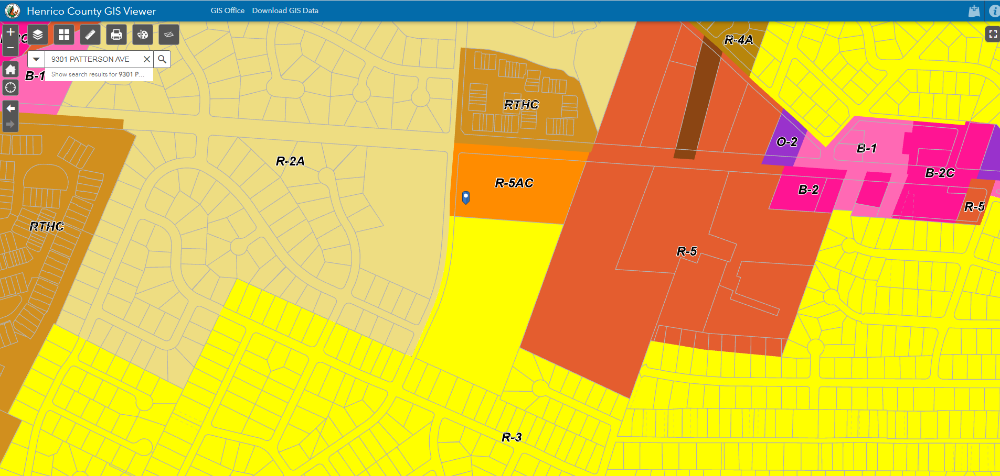 Henrico County GIS Viewer
GIS Office
Download GIS Data
9301 PATTERSON AVE
Show search results for 9301 P...
B-1
R-4A
RTHC
O-2
B-1
R-2A
B-2C
R-5AC
B-2
R-5
RTHC
R-5
R-3